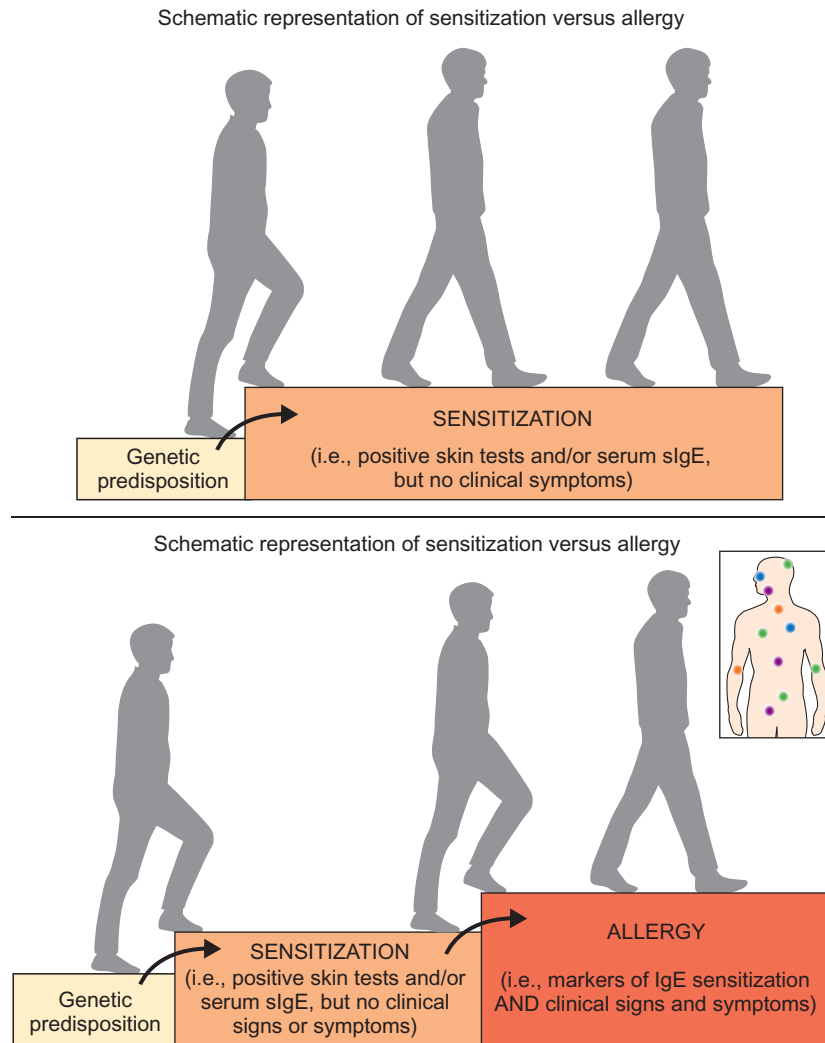 Schematic representation of sensitization versus allergy
SENSITIZATION
(i.e., positive skin tests and/or serum sIgE,
but no clinical symptoms)
Genetic
predisposition
Schematic representation of sensitization versus allergy
ALLERGY
(i.e., markers of IgE sensitization
AND clinical signs and symptoms)
SENSITIZATION
(i.e., positive skin tests and/or
serum sIgE, but no clinical
signs or symptoms)
Genetic
predisposition